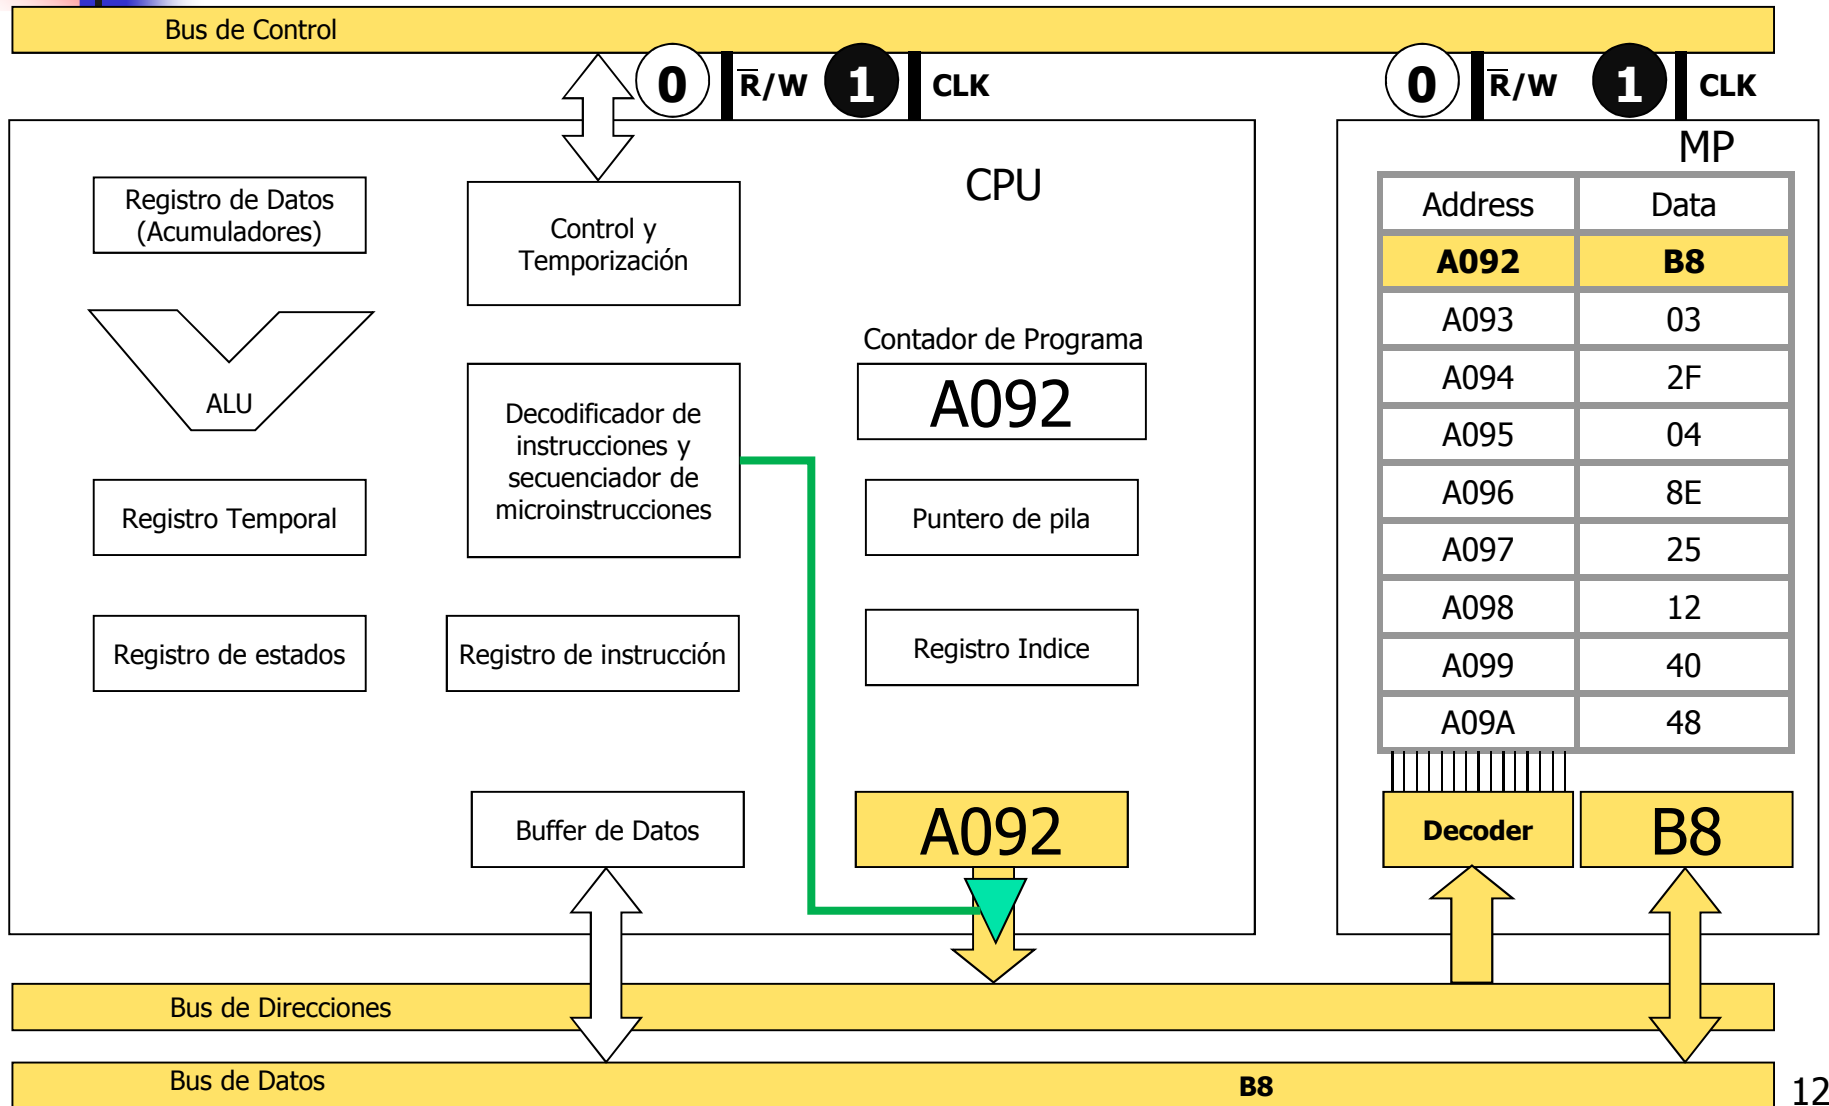 Bus de Control
0 R/W 1 CLK
0 R/W 1 CLK
CPU
Registro de Datos
(Acumuladores)
Control y
Temporización
ALU
Decodificador de
instrucciones y
secuenciador de
microinstrucciones
Contador de Programa
A092
Registro Temporal
Puntero de pila
Registro de estados
Registro de instrucción
Registro Indice
Buffer de Datos
A092
MP
Address Data
A092 B8
A093 03
A094 2F
A095 04
A096 8E
A097 25
A098 12
A099 40
A09A 48
Decoder
B8
Bus de Direcciones
Bus de Datos
B8
12